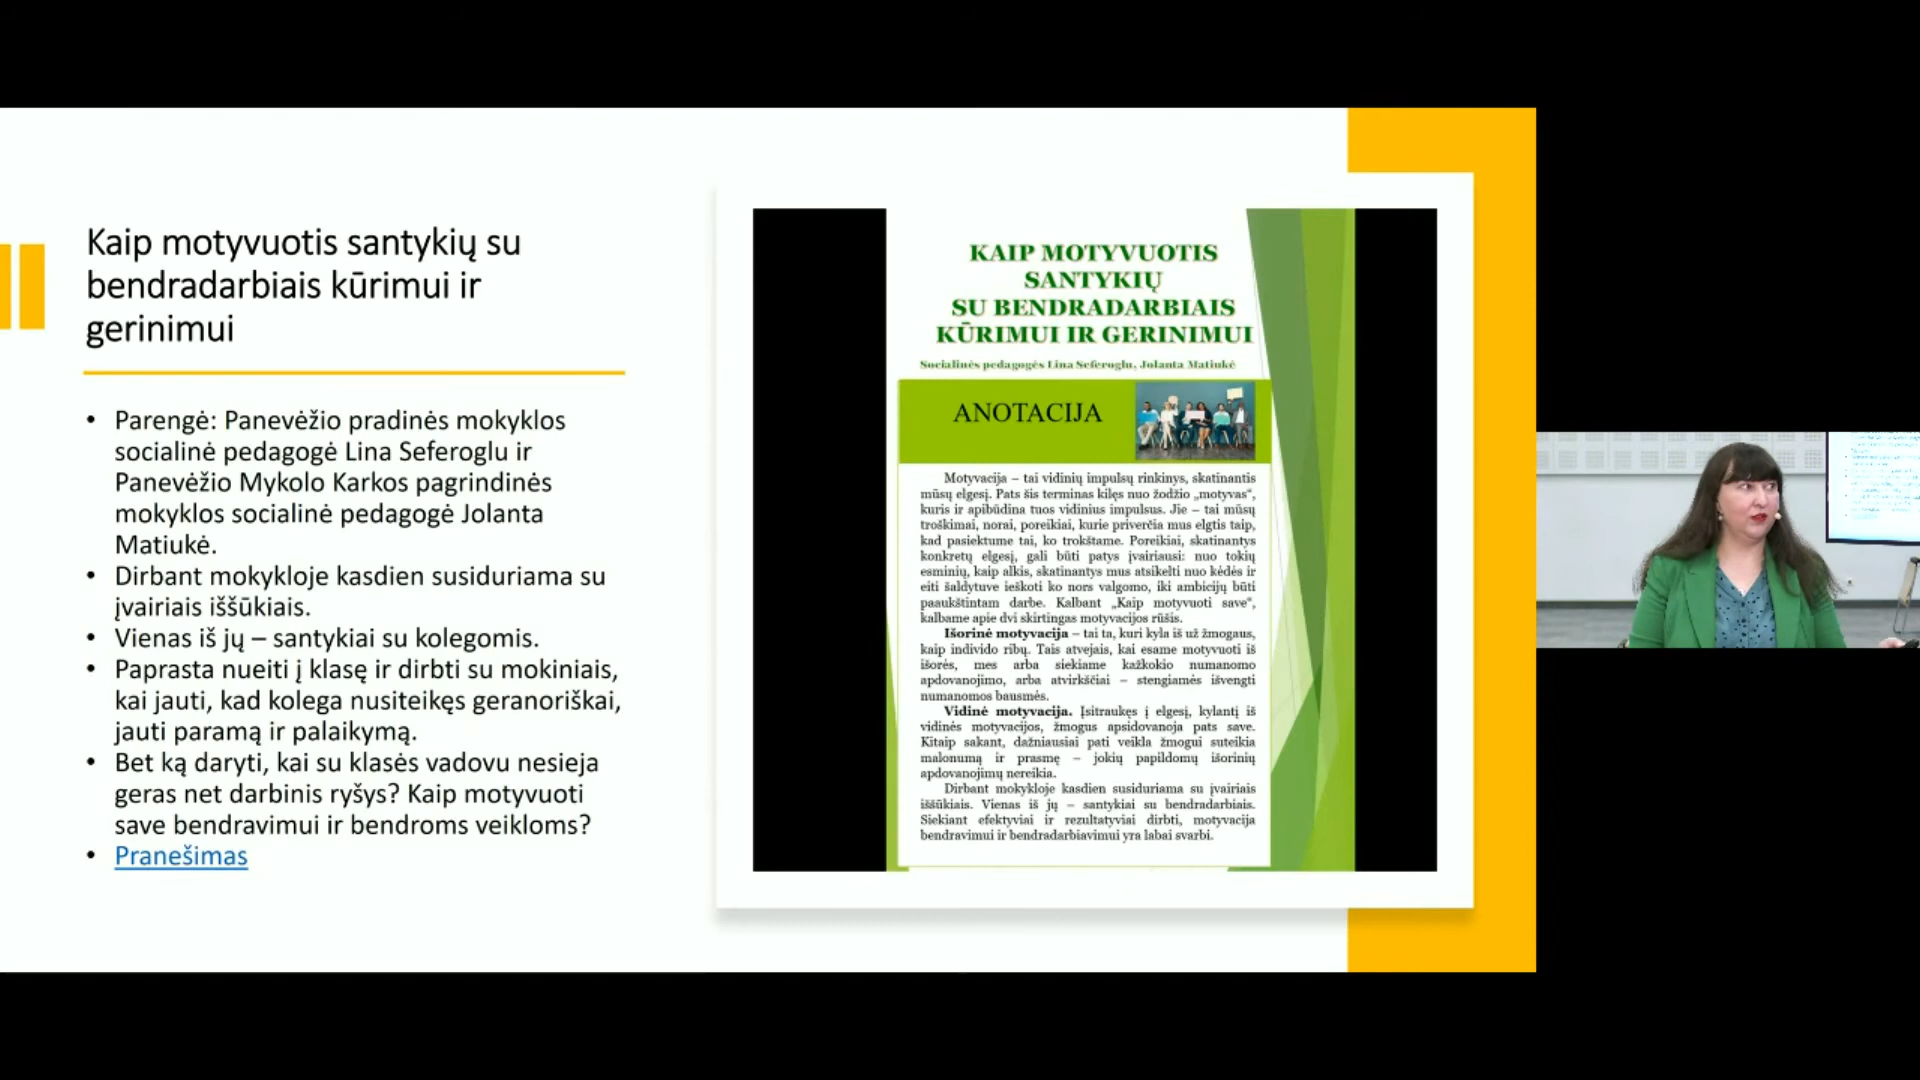 Kaip motyvuotis santykių su
bendradarbiais kūrimui ir
gerinimui
• Parengė: Panevėžio pradinės mokyklos
socialinė pedagogė Lina Seferoglu ir
Panevėžio Mykolo Karkos pagrindinės
mokyklos socialinė pedagogė Jolanta
Matiukė.
• Dirbant mokykloje kasdien susiduriama su
įvairiais iššūkiais.
• Vienas iš jų – santykiai su kolegomis.
• Paprasta nueiti į klasę ir dirbti su mokiniais,
kai jauti, kad kolega nusiteikęs geranoriškai,
jauti paramą ir palaikymą.
• Bet ką daryti, kai su klasės vadovu nesieja
geras net darbinis ryšys? Kaip motyvuoti
save bendravimui ir bendroms veikloms?
• Pranešimas
KAIP MOTYVUOTIS
SANTYKIŲ
SU BENDRADARBIAIS
KŪRIMUI IR GERINIMUI
Socialinės pedagogės Lina Seferoglu, Jolanta Matiukė
ANOTACIJA
Motyvacija – tai vidinių impulsų rinkinys, skatinantis
mūsų elgesį. Pats šis terminas kilęs nuo žodžio „motyvas“,
kuris ir apibūdina tuos vidinius impulsus. Jie – tai mūsų
troškimai, norai, poreikiai, kurie priverčia mus elgtis taip,
kad pasiektume tai, ko trokštame. Poreikiai, skatinantys
konkretų elgesį, gali būti patys įvairiausi: nuo tokių
esminių, kaip alkis, skatinantys mus atsikelti nuo kėdės ir
eiti šaldytuve ieškoti ko nors valgomo, iki ambicijų būti
paaukštintam darbe. Kalbant „Kaip motyvuoti save“,
kalbame apie dvi skirtingas motyvacijos rūšis.
Išorinė motyvacija – tai ta, kuri kyla iš už žmogaus,
kaip individo ribų. Tais atvejais, kai esame motyvuoti iš
išorės, mes arba siekiame kažkokio numanomo
apdovanojimo, arba atvirkščiai – stengiamės išvengti
numanomos bausmės.
Vidinė motyvacija. Įsitraukęs į elgesį, kylantį iš
vidinės motyvacijos, žmogus apsidovanoja pats save.
Kitaip sakant, dažniausiai pati veikla žmogui suteikia
malonumą ir prasmę – jokių papildomų išorinių
apdovanojimų nereikia.
Dirbant mokykloje kasdien susiduriama su įvairiais
iššūkiais. Vienas iš jų – santykiai su bendradarbiais.
Siekiant efektyviai ir rezultatyviai dirbti, motyvacija
bendravimui ir bendradarbiavimui yra labai svarbi.